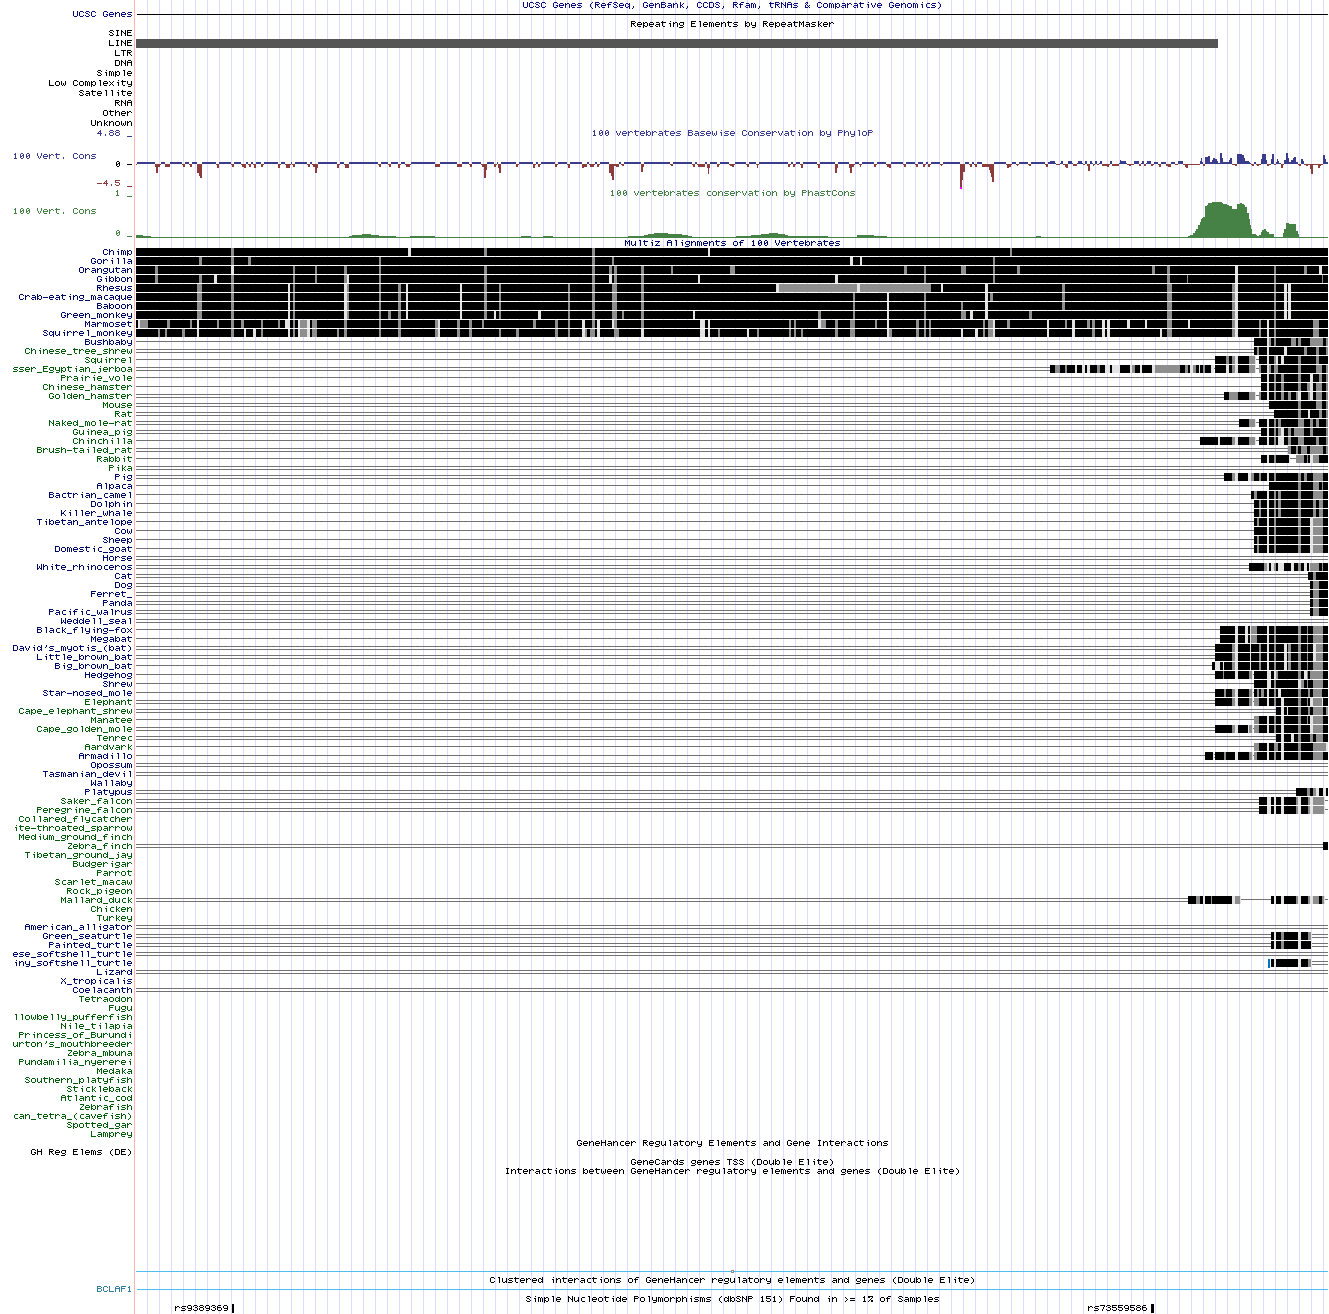 UCSC Genes (RefSeq, GenBank, CCDS, Rfam, tRNAs & Comparative Genomics)
UCSC Genes
Repeating Elements by RepeatMasker
SINE
LINE
LTR
DNA
Simple
Low Complexity
Satellite
RNA
Other
Unknown
4.88 _
100 vertebrates Basewise Conservation by PhyloP
100 Vert. Cons
0 -
-4.5 _
100 vertebrates conservation by PhastCons
1 _
100 Vert. Cons
0 _
Multiz Alignments of 100 Vertebrates
Chimp
Gorilla
Orangutan
Gibbon
Rhesus
Crab-eating_macaque
Baboon
Green_monkey
Marmoset
Squirrel_monkey
Bushbaby
Chinese_tree_shrew
Squirrel
sser_Egyptian_jerboa
Prairie_vole
Chinese_hamster
Golden_hamster
Mouse
Rat
Naked_mole-rat
Guinea_pig
Chinchilla
Brush-tailed_rat
Rabbit
Pika
Pig
Alpaca
Bactrian_camel
Dolphin
Killer_whale
Tibetan_antelope
Cow
Sheep
Domestic_goat
Horse
White_rhinoceros
Cat
Dog
Ferret_
Panda
Pacific_walrus
Weddell_seal
Black_flying-fox
Megabat
David's_myotis_(bat)
Little_brown_bat
Big_brown_bat
Hedgehog
Shrew
Star-nosed_mole
Elephant
Cape_elephant_shrew
Manatee
Cape_golden_mole
Tenrec
Aardvark
Armadillo
Opossum
Tasmanian_devil
Wallaby
Platypus
Saker_falcon
Peregrine_falcon
Collared_flycatcher
ite-throated_sparrow
Medium_ground_finch
Zebra_finch
Tibetan_ground_jay
Budgerigar
Parrot
Scarlet_macaw
Rock_pigeon
Mallard_duck
Chicken
Turkey
American_alligator
Green_seaturtle
Painted_turtle
ese_softshell_turtle
iny_softshell_turtle
Lizard
X_tropicalis
Coelacanth
Tetraodon
Fugu
llowbelly_pufferfish
Nile_tilapia
Princess_of_Burundi
urton's_mouthbreeder
Zebra_mbuna
Pundamilia_nyererei
Medaka
Southern_platyfish
Stickleback
Atlantic_cod
Zebrafish
can_tetra_(cavefish)
Spotted_gar
Lamprey
GeneHancer Regulatory Elements and Gene Interactions
GH Reg Elems (DE)
GeneCards genes TSS (Double Elite)
Interactions between GeneHancer regulatory elements and genes (Double Elite)
Clustered interactions of GeneHancer regulatory elements and genes (Double Elite)
BCLAF1
Simple Nucleotide Polymorphisms (dbSNP 151) Found in >= 1% of Samples
rs9389369
rs73559586